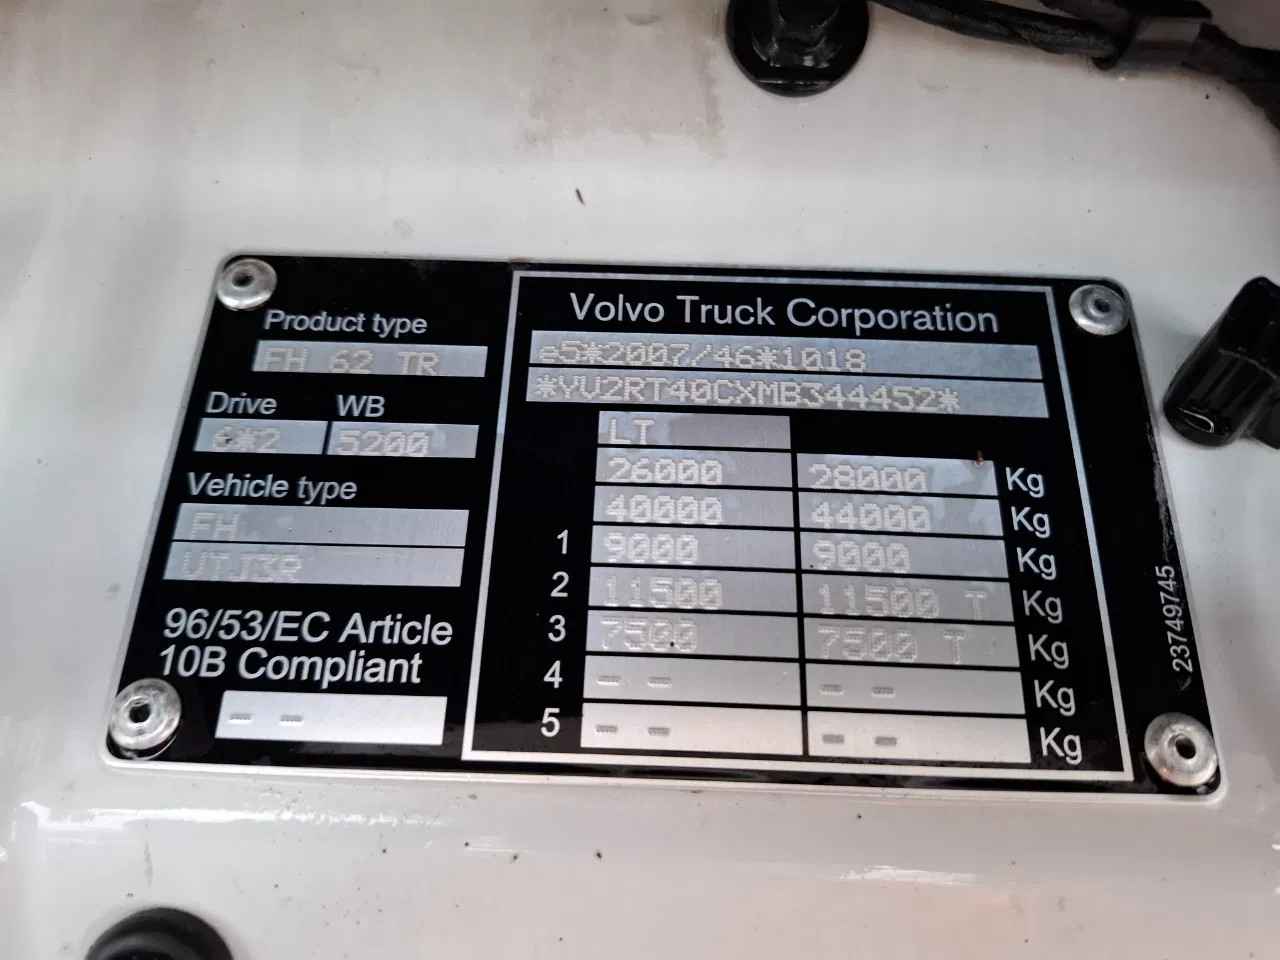 Product type
FH 62 TR
Drive WB
6*2 5200
Vehicle type
FH
UTJ3R
96/53/EC Article
10B Compliant
-- --
Volvo Truck Corporation
e5*2007/46*1018
*YV2RT40CXMB344452*
LT
26000 28000 Kg
40000 44000 Kg
1 9000 9000 Kg
2 11500 11500 T Kg
3 7500 7500 T Kg
4 -- -- -- -- Kg
5 -- -- -- -- Kg
23749745